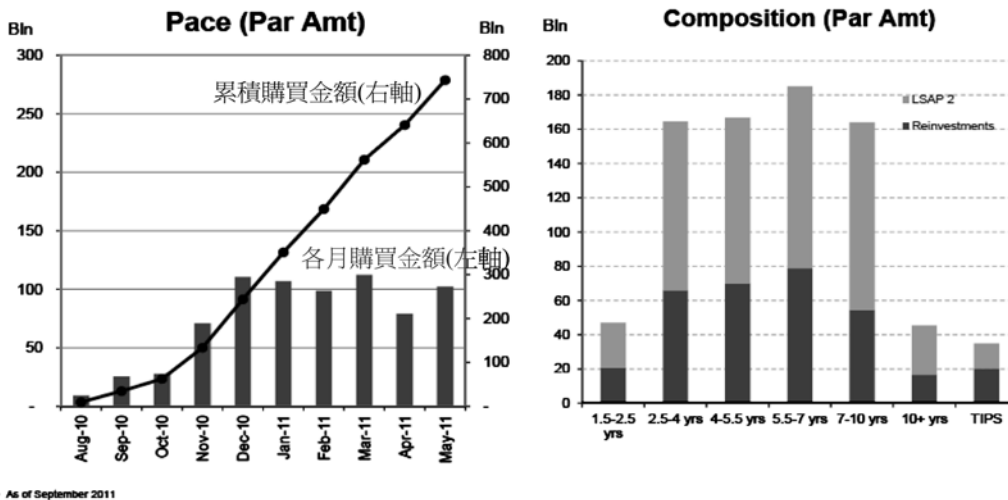 Pace (Par Amt)
Bln
Bln
300
250
200
150
100
50
-
800
700
600
500
400
300
200
100
-
累積購買金額(右軸)
各月購買金額(左軸)
Aug-10
Sep-10
Oct-10
Nov-10
Dec-10
Jan-11
Feb-11
Mar-11
Apr-11
May-11
As of September 2011
Composition (Par Amt)
Bln
200
180
160
140
120
100
80
60
40
20
0
LSAP 2
Reinvestments
1.5-2.5 yrs
2.5-4 yrs
4-5.5 yrs
5.5-7 yrs
7-10 yrs
10+ yrs
TIPS